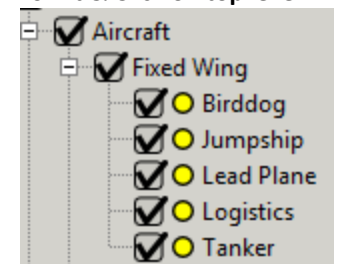 Aircraft
Fixed Wing
Birddog
Jumpship
Lead Plane
Logistics
Tanker